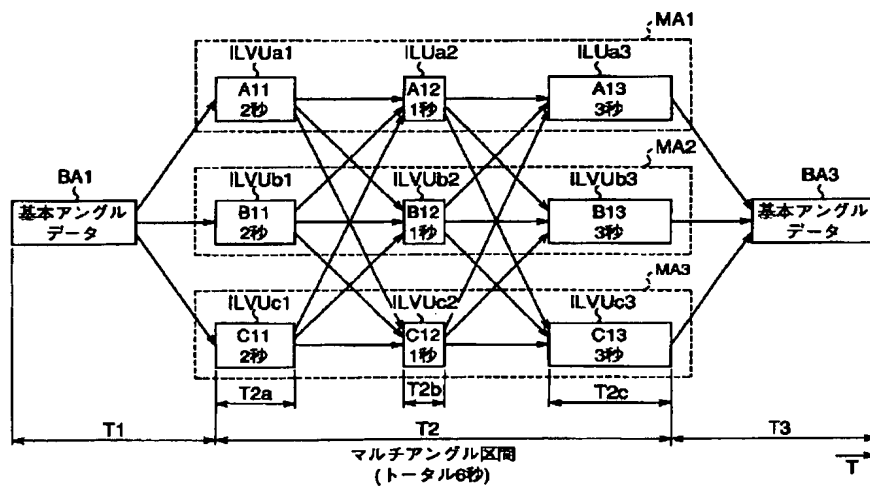 MA1
ILVUa1
ILUa2
ILUa3
A11
2秒
A12
1秒
A13
3秒
MA2
BA1
ILVUb1
ILVUb2
ILVUb3
BA3
基本アングル
データ
B11
2秒
B12
1秒
B13
3秒
基本アングル
データ
MA3
ILVUc1
ILVUc2
ILVUc3
C11
2秒
C12
1秒
C13
3秒
T2a
T2b
T2c
T1
T2
T3
マルチアングル区間
(トータル6秒)
T